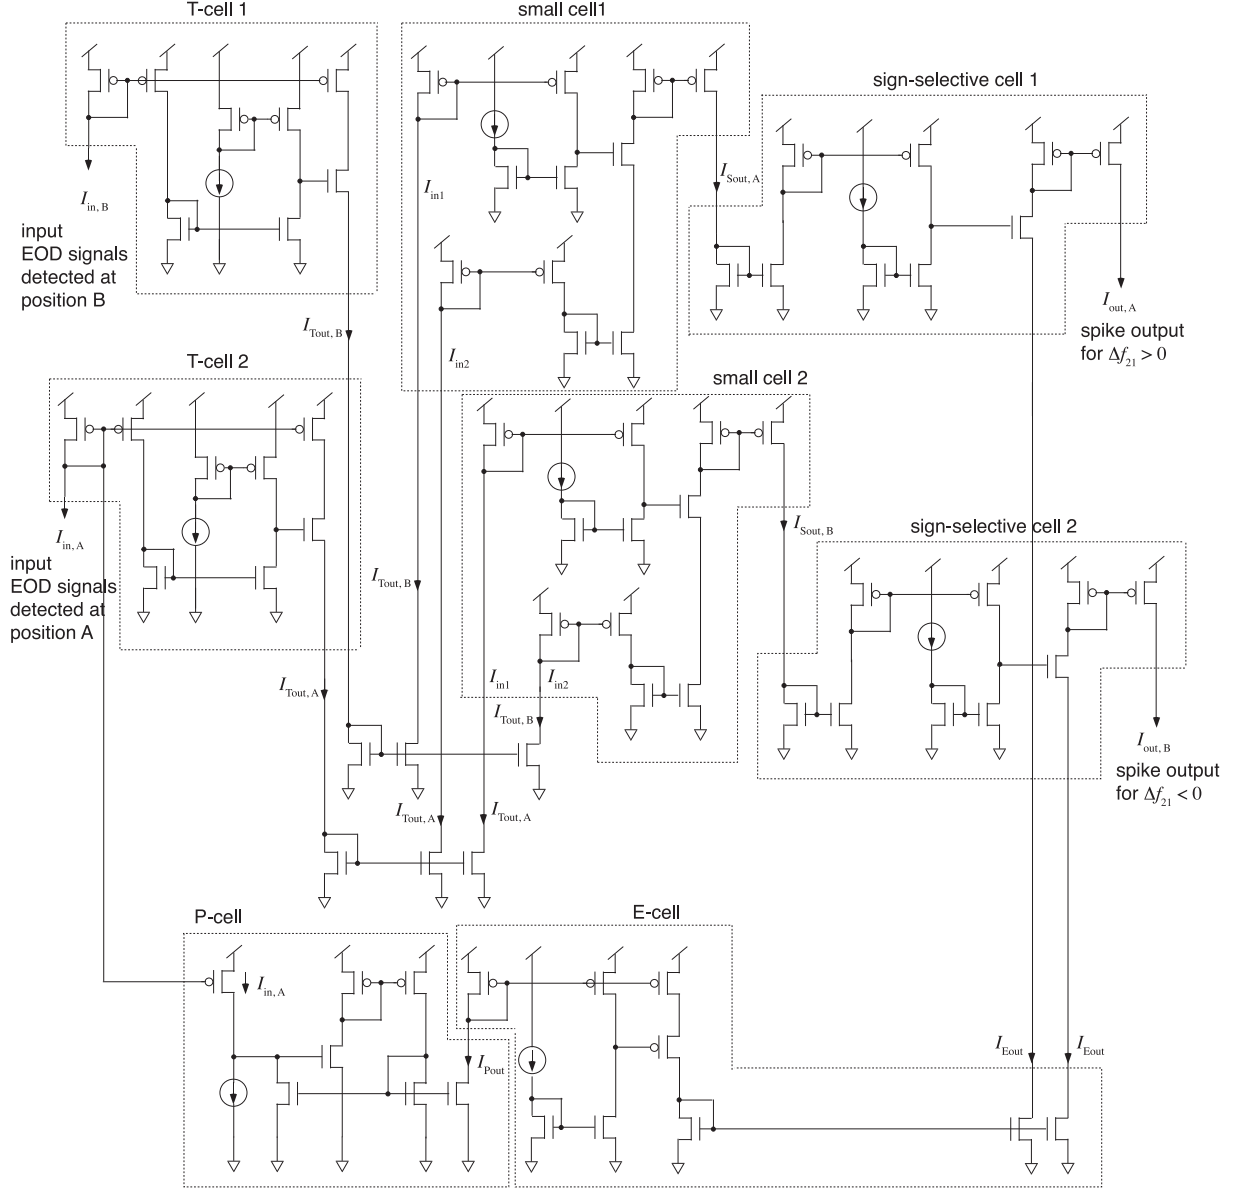 T-cell 1
small cell1
sign-selective cell 1
I_in, B
input
EOD signals
detected at
position B
I_in1
I_Sout, A
I_Tout, B
I_in2
I_out, A
spike output
for Δf_21 > 0
T-cell 2
small cell 2
I_in, A
input
EOD signals
detected at
position A
I_Sout, B
sign-selective cell 2
I_Tout, B
I_Tout, A
I_in1
I_in2
I_Tout, B
I_out, B
spike output
for Δf_21 < 0
I_Tout, A
I_Tout, A
P-cell
E-cell
I_in, A
I_Pout
I_Eout
I_Eout